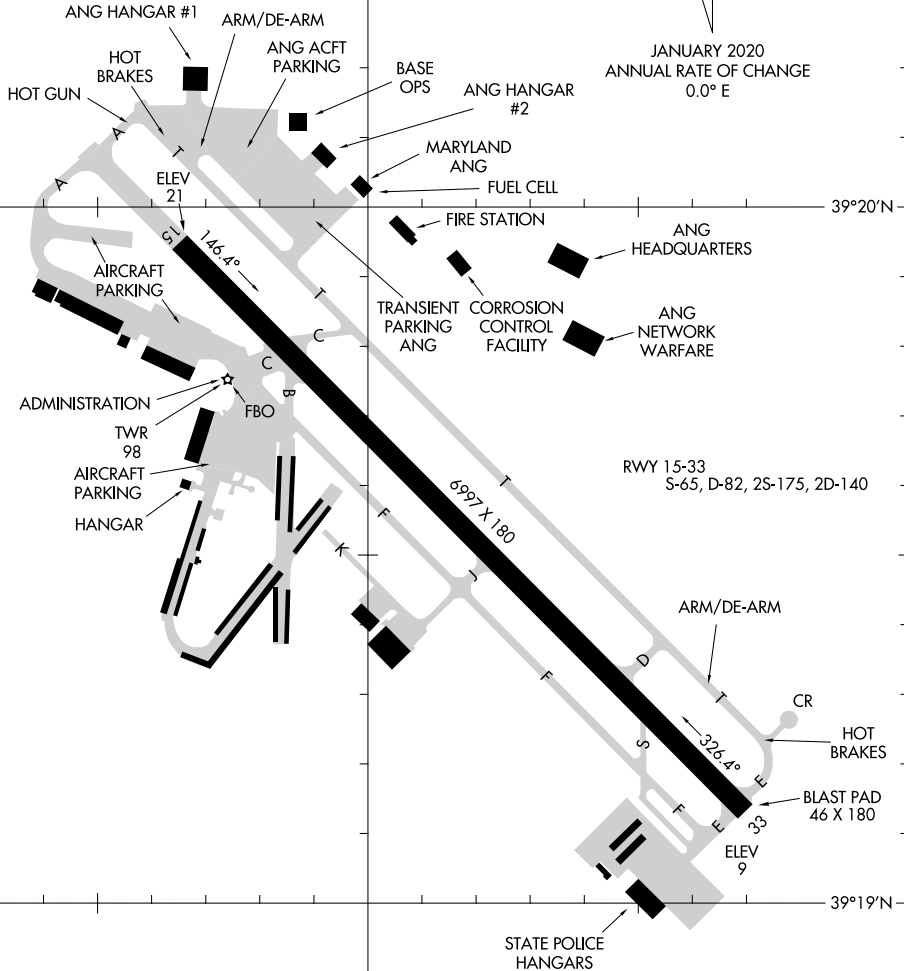 ANG HANGAR #1
ARM/DE-ARM
JANUARY 2020
ANNUAL RATE OF CHANGE
0.0° E
HOT
BRAKES
ANG ACFT
PARKING
BASE
OPS
HOT GUN
ANG HANGAR
#2
A
T
MARYLAND
ANG
A
ELEV
21
FUEL CELL
39°20'N
FIRE STATION
15
146.4°
ANG
HEADQUARTERS
AIRCRAFT
PARKING
T
TRANSIENT
PARKING
ANG
CORROSION
CONTROL
FACILITY
ANG
NETWORK
WARFARE
C
C
B
ADMINISTRATION
FBO
TWR
98
AIRCRAFT
PARKING
RWY 15-33
S-65, D-82, 2S-175, 2D-140
T
HANGAR
6997 X 180
F
K
J
ARM/DE-ARM
D
F
T
CR
S
326.4°
HOT
BRAKES
E
BLAST PAD
46 X 180
F
E
33
ELEV
9
39°19'N
STATE POLICE
HANGARS